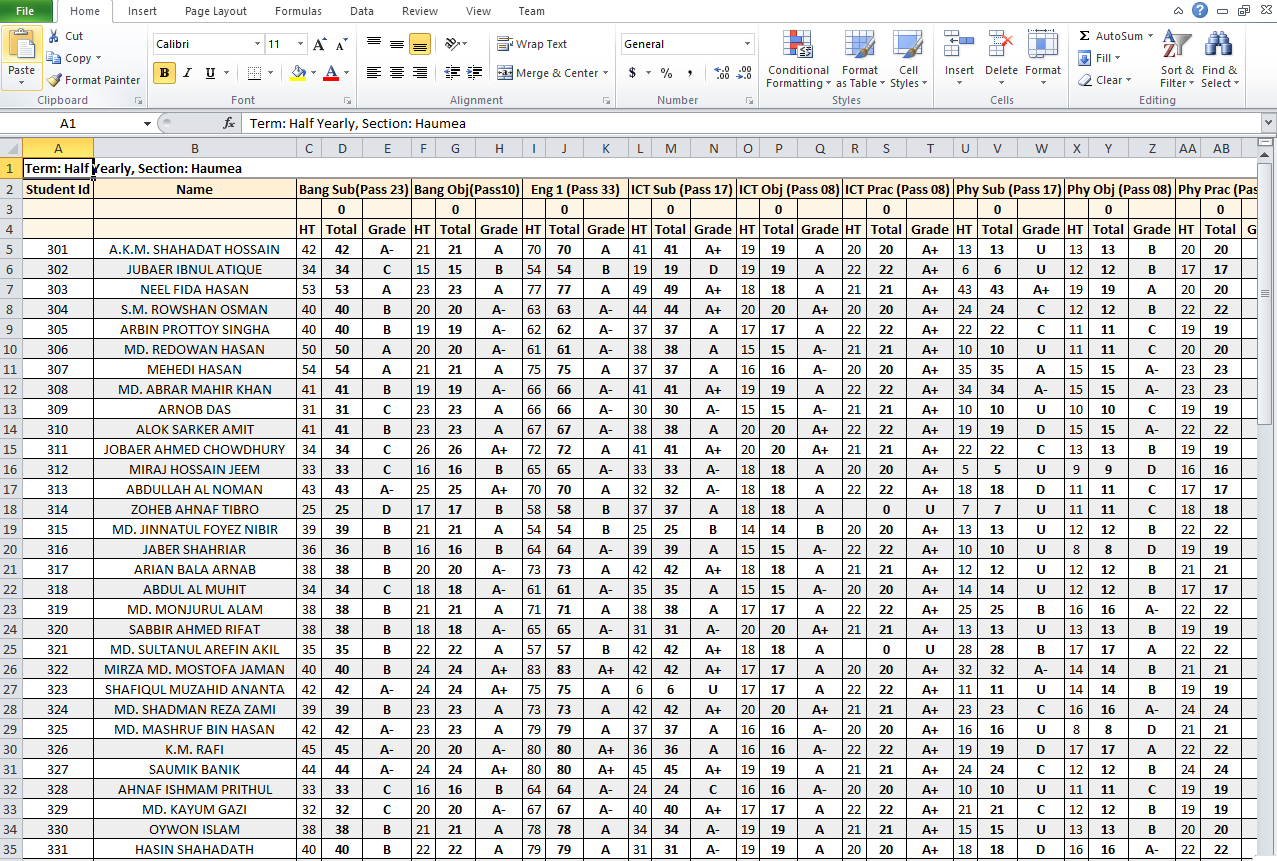 File Home Insert Page Layout Formulas Data Review View Team
Cut
Copy
Format Painter
Paste
Clipboard
Calibri 11
Font
Wrap Text
Merge & Center
Alignment
General
Number
Conditional Formatting Format as Table Cell Styles
Styles
Insert Delete Format
Cells
AutoSum
Fill
Clear
Sort & Filter Find & Select
Editing
A1 fx Term: Half Yearly, Section: Haumea
A B C D E F G H I J K L M N O P Q R S T U V W X Y Z AA AB
1 Term: Half Yearly, Section: Haumea
2 Student Id Name Bang Sub(Pass 23) Bang Obj(Pass10) Eng 1 (Pass 33) ICT Sub (Pass 17) ICT Obj (Pass 08) ICT Prac (Pass 08) Phy Sub (Pass 17) Phy Obj (Pass 08) Phy Prac (Pas
3 0 0 0 0 0 0 0 0 0
4 HT Total Grade HT Total Grade HT Total Grade HT Total Grade HT Total Grade HT Total Grade HT Total Grade HT Total Grade HT Total G
5 301 A.K.M. SHAHADAT HOSSAIN 42 42 A- 21 21 A 70 70 A 41 41 A+ 19 19 A 20 20 A+ 13 13 U 13 13 B 20 20
6 302 JUBAER IBNUL ATIQUE 34 34 C 15 15 B 54 54 B 19 19 D 19 19 A 22 22 A+ 6 6 U 12 12 B 17 17
7 303 NEEL FIDA HASAN 53 53 A 23 23 A 77 77 A 49 49 A+ 18 18 A 21 21 A+ 43 43 A+ 19 19 A 20 20
8 304 S.M. ROWSHAN OSMAN 40 40 B 20 20 A- 63 63 A- 44 44 A+ 20 20 A+ 20 20 A+ 24 24 C 12 12 B 22 22
9 305 ARBIN PROTTOY SINGHA 40 40 B 19 19 A- 62 62 A- 37 37 A 17 17 A 22 22 A+ 22 22 C 11 11 C 19 19
10 306 MD. REDOWAN HASAN 50 50 A 20 20 A- 61 61 A- 38 38 A 15 15 A- 21 21 A+ 10 10 U 11 11 C 20 20
11 307 MEHEDI HASAN 54 54 A 21 21 A 75 75 A 37 37 A 16 16 A- 20 20 A+ 35 35 A 15 15 A- 23 23
12 308 MD. ABRAR MAHIR KHAN 41 41 B 19 19 A- 66 66 A- 41 41 A+ 19 19 A 22 22 A+ 34 34 A- 15 15 A- 23 23
13 309 ARNOB DAS 31 31 C 23 23 A 66 66 A- 30 30 A- 15 15 A- 21 21 A+ 10 10 U 10 10 C 19 19
14 310 ALOK SARKER AMIT 41 41 B 23 23 A 67 67 A- 38 38 A 20 20 A+ 22 22 A+ 19 19 D 15 15 A- 22 22
15 311 JOBAER AHMED CHOWDHURY 34 34 C 26 26 A+ 72 72 A 41 41 A+ 20 20 A+ 21 21 A+ 22 22 C 13 13 B 19 19
16 312 MIRAJ HOSSAIN JEEM 33 33 C 16 16 B 65 65 A- 33 33 A- 18 18 A 20 20 A+ 5 5 U 9 9 D 16 16
17 313 ABDULLAH AL NOMAN 43 43 A- 25 25 A+ 70 70 A 32 32 A- 18 18 A 22 22 A+ 18 18 D 11 11 C 17 17
18 314 ZOHEB AHNAF TIBRO 25 25 D 17 17 B 58 58 B 37 37 A 18 18 A 0 U 7 7 U 11 11 C 18 18
19 315 MD. JINNATUL FOYEZ NIBIR 39 39 B 21 21 A 54 54 B 25 25 B 14 14 B 20 20 A+ 13 13 U 12 12 B 22 22
20 316 JABER SHAHRIAR 36 36 B 16 16 B 64 64 A- 39 39 A 15 15 A- 22 22 A+ 10 10 U 8 8 D 19 19
21 317 ARIAN BALA ARNAB 38 38 B 20 20 A- 73 73 A 42 42 A+ 18 18 A 21 21 A+ 12 12 U 12 12 B 21 21
22 318 ABDUL AL MUHIT 34 34 C 18 18 A- 61 61 A- 35 35 A 15 15 A- 20 20 A+ 14 14 U 12 12 B 17 17
23 319 MD. MONJURUL ALAM 38 38 B 21 21 A 71 71 A 38 38 A 17 17 A 22 22 A+ 25 25 B 16 16 A- 22 22
24 320 SABBIR AHMED RIFAT 38 38 B 18 18 A- 65 65 A- 31 31 A- 20 20 A+ 21 21 A+ 13 13 U 13 13 B 19 19
25 321 MD. SULTANUL AREFIN AKIL 35 35 B 22 22 A 57 57 B 42 42 A+ 18 18 A 0 U 28 28 B 17 17 A 22 22
26 322 MIRZA MD. MOSTOFA JAMAN 40 40 B 24 24 A+ 83 83 A+ 42 42 A+ 17 17 A 20 20 A+ 32 32 A- 14 14 B 21 21
27 323 SHAFIQUL MUZAHID ANANTA 42 42 A- 24 24 A+ 75 75 A 6 6 U 17 17 A 22 22 A+ 11 11 U 14 14 B 19 19
28 324 MD. SHADMAN REZA ZAMI 39 39 B 23 23 A 73 73 A 42 42 A+ 20 20 A+ 21 21 A+ 23 23 C 16 16 A- 24 24
29 325 MD. MASHRUF BIN HASAN 42 42 A- 23 23 A 79 79 A 37 37 A 16 16 A- 20 20 A+ 16 16 U 8 8 D 21 21
30 326 K.M. RAFI 45 45 A- 20 20 A- 80 80 A+ 36 36 A 16 16 A- 22 22 A+ 19 19 D 17 17 A 22 22
31 327 SAUMIK BANIK 44 44 A- 24 24 A+ 80 80 A+ 45 45 A+ 19 19 A 21 21 A+ 24 24 C 12 12 B 24 24
32 328 AHNAF ISHMAM PRITHUL 33 33 C 16 16 B 64 64 A- 24 24 C 16 16 A- 20 20 A+ 10 10 U 11 11 C 19 19
33 329 MD. KAYUM GAZI 32 32 C 20 20 A- 67 67 A- 40 40 A+ 17 17 A 22 22 A+ 21 21 C 12 12 B 19 19
34 330 OYWON ISLAM 38 38 B 21 21 A 78 78 A 34 34 A- 19 19 A 21 21 A+ 15 15 U 13 13 B 20 20
35 331 HASIN SHAHADATH 40 40 B 22 22 A 79 79 A 31 31 A- 19 19 A 20 20 A+ 18 18 D 16 16 A- 22 22